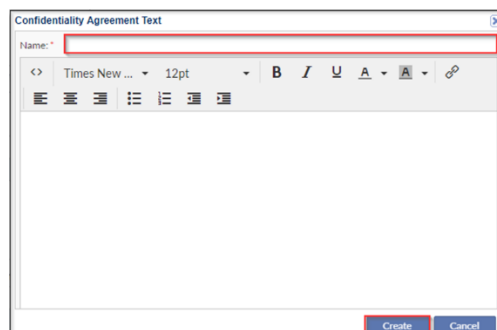 Confidentiality Agreement Text
Name: *
<> Times New ... 12pt B I U A A
Create Cancel